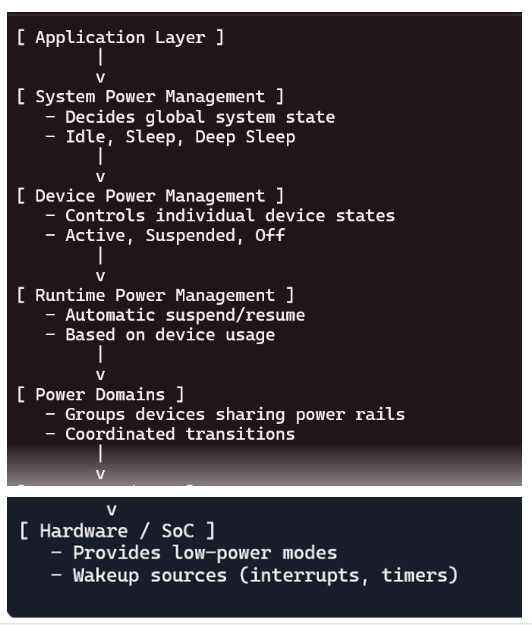 [ Application Layer ]
|
v
[ System Power Management ]
- Decides global system state
- Idle, Sleep, Deep Sleep
|
v
[ Device Power Management ]
- Controls individual device states
- Active, Suspended, Off
|
v
[ Runtime Power Management ]
- Automatic suspend/resume
- Based on device usage
|
v
[ Power Domains ]
- Groups devices sharing power rails
- Coordinated transitions
|
v
v
[ Hardware / SoC ]
- Provides low-power modes
- Wakeup sources (interrupts, timers)